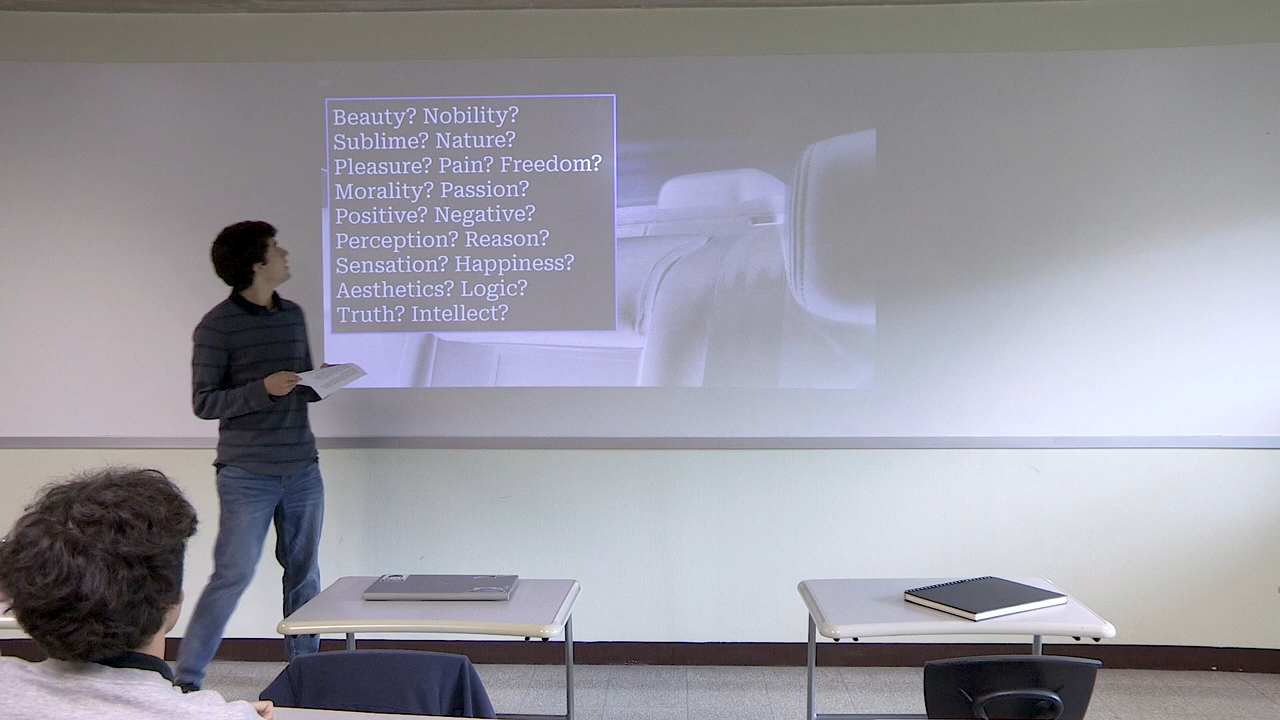 Beauty? Nobility?
Sublime? Nature?
Pleasure? Pain? Freedom?
Morality? Passion?
Positive? Negative?
Perception? Reason?
Sensation? Happiness?
Aesthetics? Logic?
Truth? Intellect?